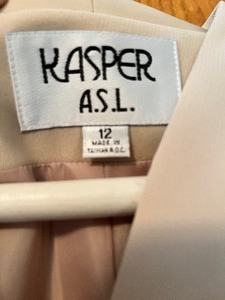 KASPER
A.S.L.
12
MADE IN
TAIWAN R.O.C.